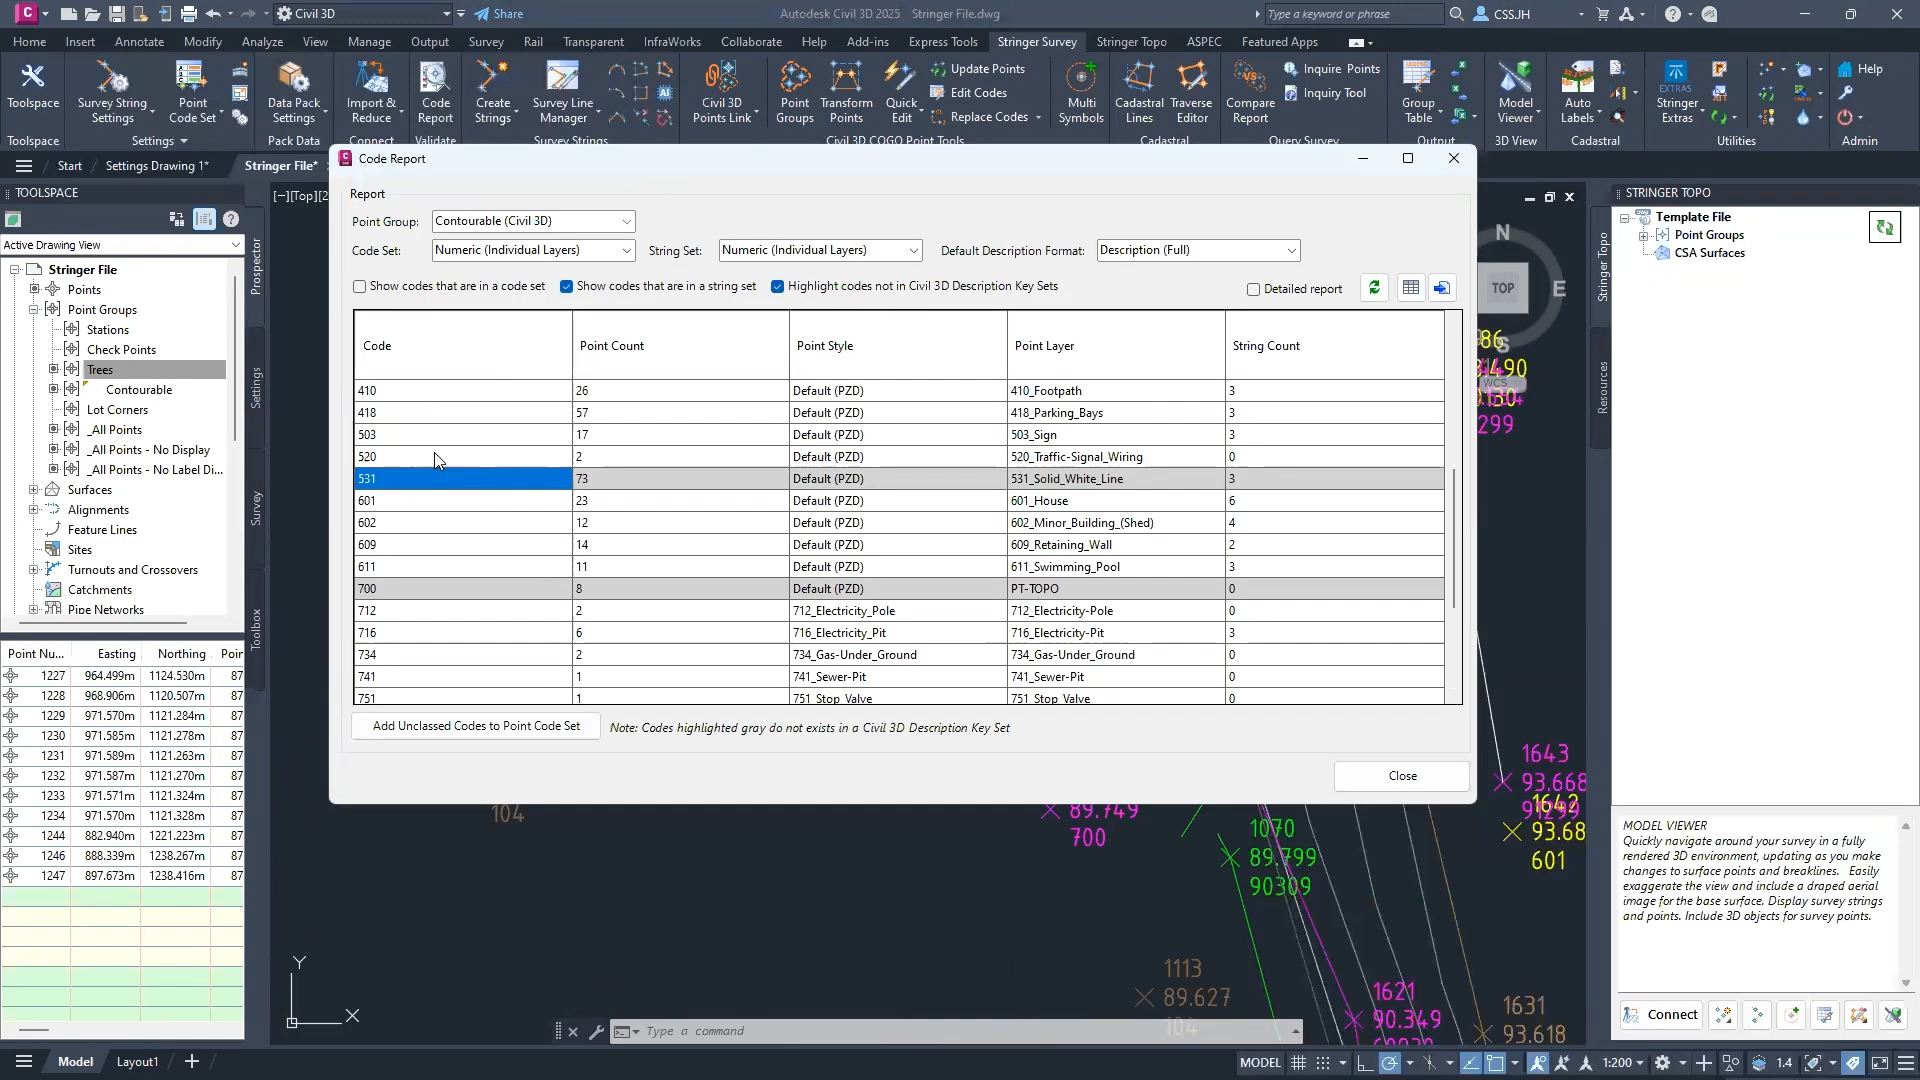 Civil 3D
Share
Autodesk Civil 3D 2025 Stringer File.dwg
Type a keyword or phrase
CSS.JH
Home Insert Annotate Modify Analyze View Manage Output Survey Rail Transparent InfraWorks Collaborate Help Add-ins Express Tools Stringer Survey Stringer Topo ASPEC Featured Apps
Toolspace
Survey String Settings
Point Code Set
Data Pack Settings
Import & Reduce
Code Report
Create Strings
Survey Line Manager
Civil 3D Points Link
Point Groups
Transform Points
Quick Edit
Update Points
Edit Codes
Replace Codes
Multi Symbols
Cadastral Lines
Traverse Editor
Compare Report
Inquire Points
Inquiry Tool
Group Table
Model Viewer
Auto Labels
EXTRAS
Stringer Extras
Help
Toolspace Settings Pack Data Connect Validate Survey Strings Civil 3D COGO Point Tools Cadastral Query Survey Output 3D View Cadastral Utilities Admin
Start Settings Drawing 1* Stringer File*
TOOLSPACE
Active Drawing View
Stringer File
Points
Point Groups
Stations
Check Points
Trees
Contourable
Lot Corners
_All Points
_All Points - No Display
_All Points - No Label Di...
Surfaces
Alignments
Feature Lines
Sites
Turnouts and Crossovers
Catchments
Pipe Networks
Prospector
Settings
Survey
Toolbox
Point Nu... Easting Northing Poir
1227 964.499m 1124.530m 87
1228 968.906m 1120.507m 87
1229 971.570m 1121.284m 87
1230 971.585m 1121.278m 87
1231 971.589m 1121.263m 87
1232 971.587m 1121.270m 87
1233 971.571m 1121.324m 87
1234 971.570m 1121.328m 87
1244 882.940m 1221.223m 87
1246 888.339m 1238.267m 87
1247 897.673m 1238.416m 87
[−][Top][2
Code Report
Report
Point Group: Contourable (Civil 3D)
Code Set: Numeric (Individual Layers) String Set: Numeric (Individual Layers) Default Description Format: Description (Full)
Show codes that are in a code set Show codes that are in a string set Highlight codes not in Civil 3D Description Key Sets Detailed report
Code Point Count Point Style Point Layer String Count
410 26 Default (PZD) 410_Footpath 3
418 57 Default (PZD) 418_Parking_Bays 3
503 17 Default (PZD) 503_Sign 3
520 2 Default (PZD) 520_Traffic-Signal_Wiring 0
531 73 Default (PZD) 531_Solid_White_Line 3
601 23 Default (PZD) 601_House 6
602 12 Default (PZD) 602_Minor_Building_(Shed) 4
609 14 Default (PZD) 609_Retaining_Wall 2
611 11 Default (PZD) 611_Swimming_Pool 3
700 8 Default (PZD) PT-TOPO 0
712 2 712_Electricity_Pole 712_Electricity-Pole 0
716 6 716_Electricity_Pit 716_Electricity-Pit 3
734 2 734_Gas-Under_Ground 734_Gas-Under_Ground 0
741 1 741_Sewer-Pit 741_Sewer-Pit 0
751 1 751_Stop_Valve 751_Stop_Valve 0
Add Unclassed Codes to Point Code Set Note: Codes highlighted gray do not exists in a Civil 3D Description Key Set
Close
N
TOP
E
S
WCS
86
299
1643
93.668
91299
1642
93.68
601
104
89.749
700
1070
89.799
90309
1113
89.627
104
1621
90.349
1631
93.618
Y
X
Type a command
STRINGER TOPO
Template File
Point Groups
CSA Surfaces
Stringer Topo
Resources
MODEL VIEWER
Quickly navigate around your survey in a fully
rendered 3D environment, updating as you make
changes to surface points and breaklines. Easily
exaggerate the view and include a draped aerial
image for the base surface. Display survey strings
and points. Include 3D objects for survey points.
Connect
Model Layout1
MODEL
1:200
1.4